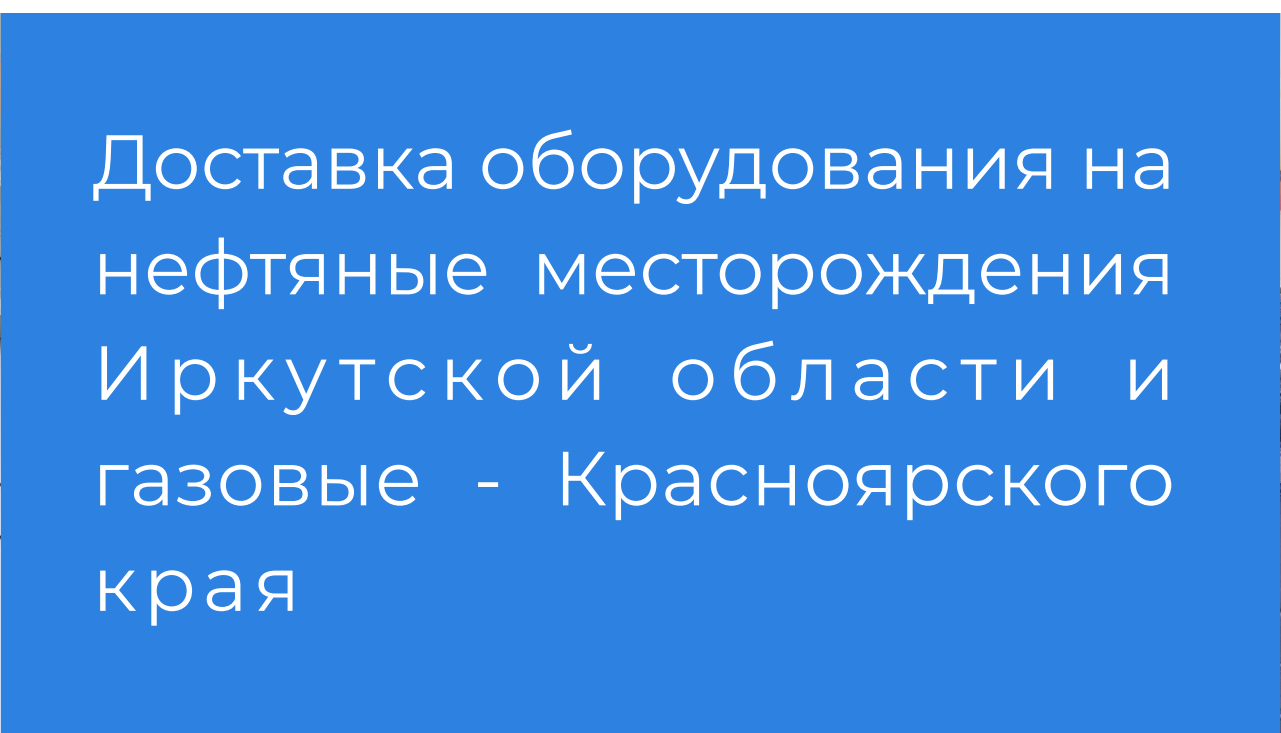 Доставка оборудования на
нефтяные месторождения
Иркутской области и
газовые - Красноярского
края